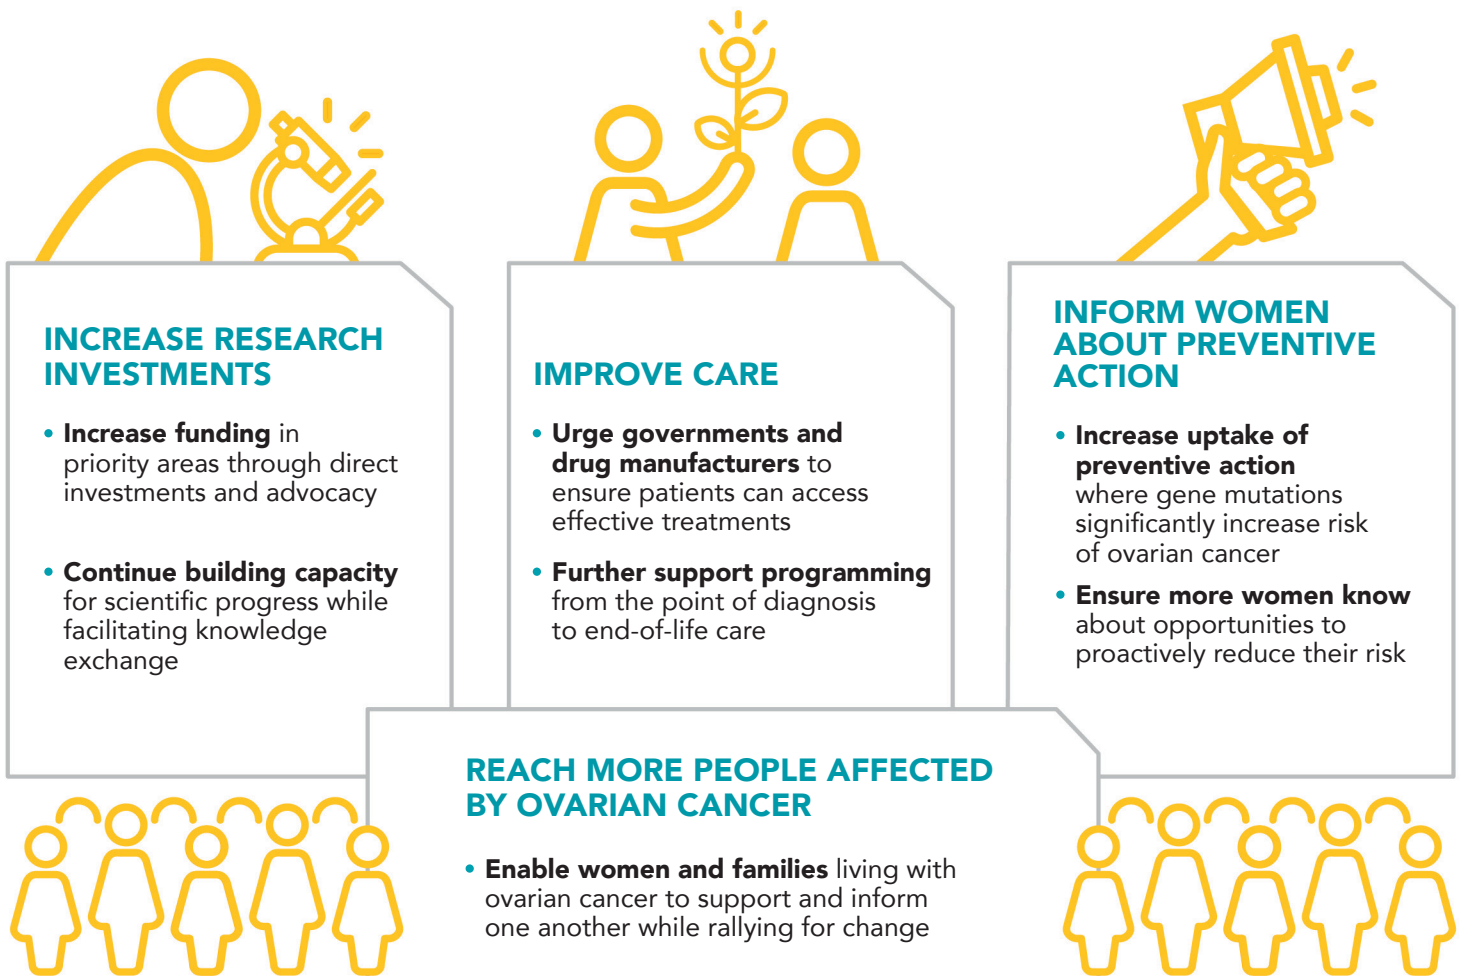 INCREASE RESEARCH
INVESTMENTS
• Increase funding in
priority areas through direct
investments and advocacy
• Continue building capacity
for scientific progress while
facilitating knowledge
exchange
IMPROVE CARE
• Urge governments and
drug manufacturers to
ensure patients can access
effective treatments
• Further support programming
from the point of diagnosis
to end-of-life care
INFORM WOMEN
ABOUT PREVENTIVE
ACTION
• Increase uptake of
preventive action
where gene mutations
significantly increase risk
of ovarian cancer
• Ensure more women know
about opportunities to
proactively reduce their risk
REACH MORE PEOPLE AFFECTED
BY OVARIAN CANCER
• Enable women and families living with
ovarian cancer to support and inform
one another while rallying for change